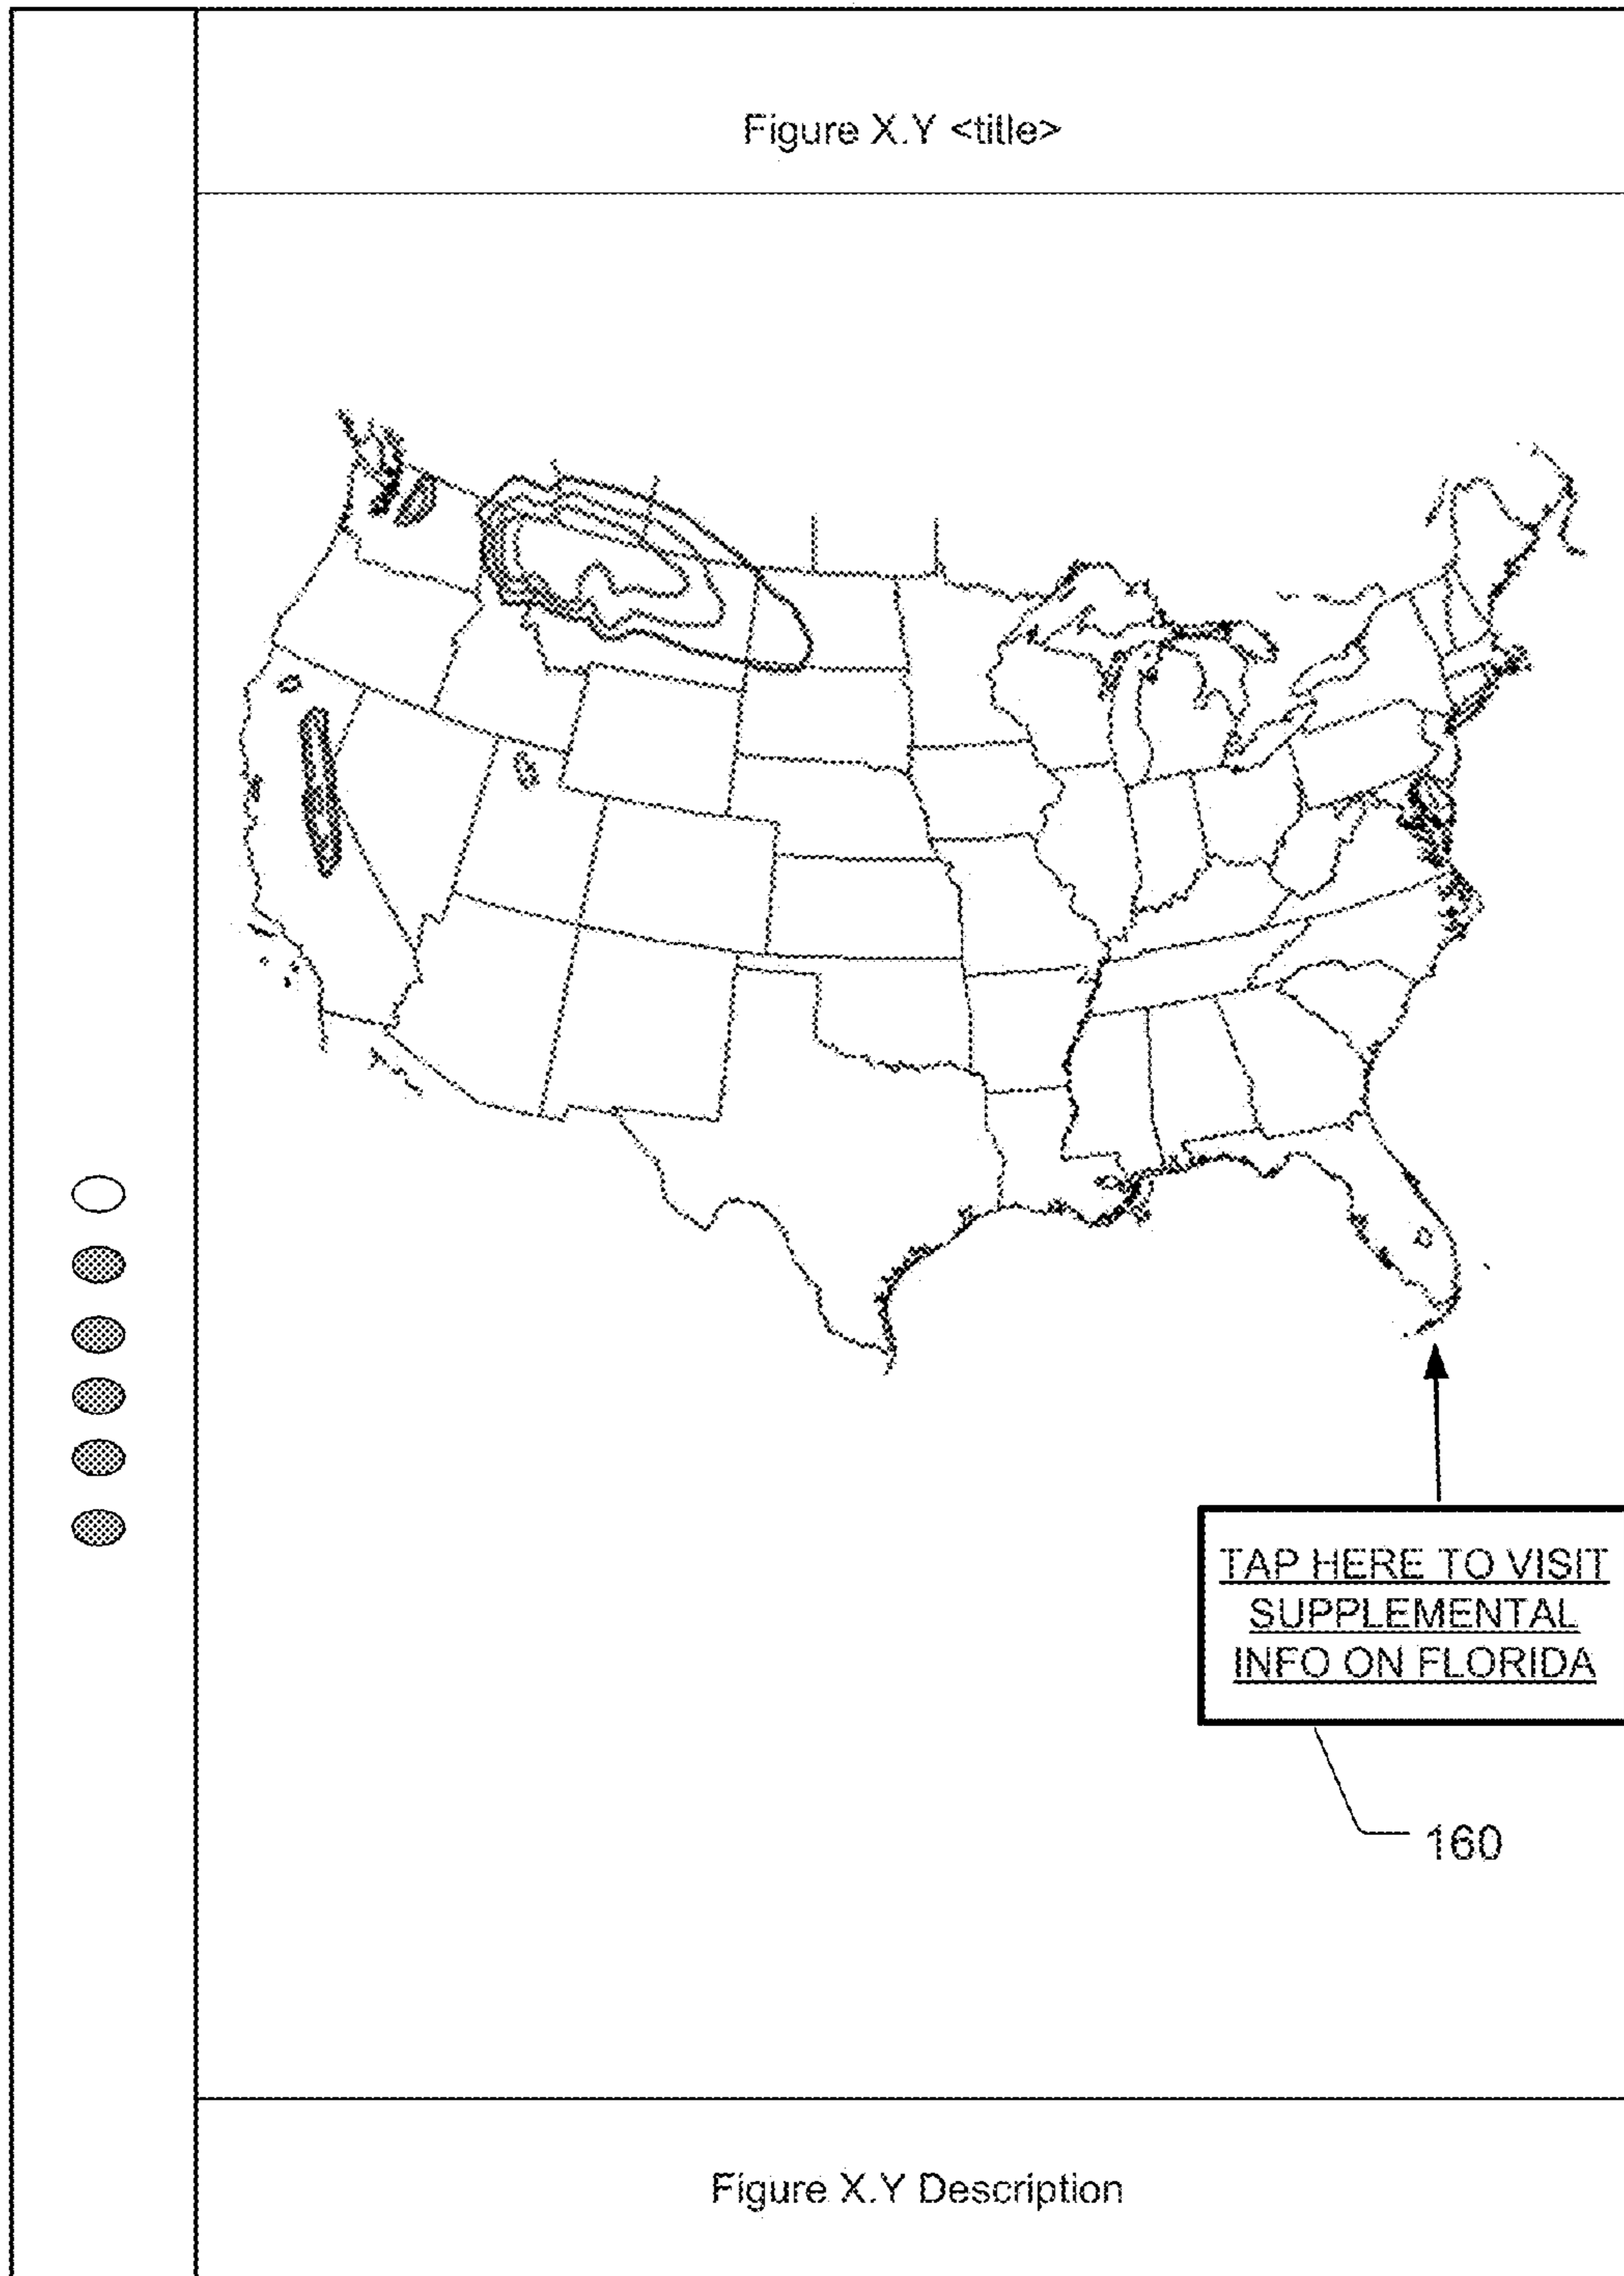 Figure X.Y <title>
TAP HERE TO VISIT
SUPPLEMENTAL
INFO ON FLORIDA
160
Figure X.Y Description